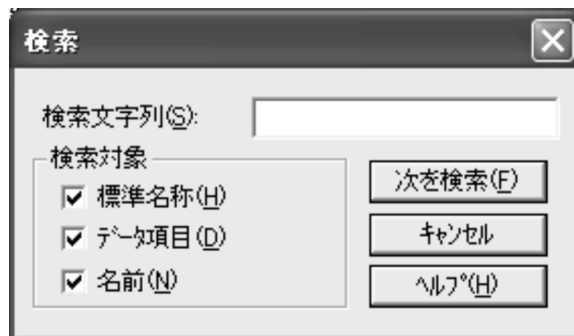 検索
検索文字列(S):
検索対象
標準名称(H)
ﾃﾞｰﾀ項目(D)
名前(N)
次を検索(F)
ｷｬﾝｾﾙ
ﾍﾙﾌﾟ(H)